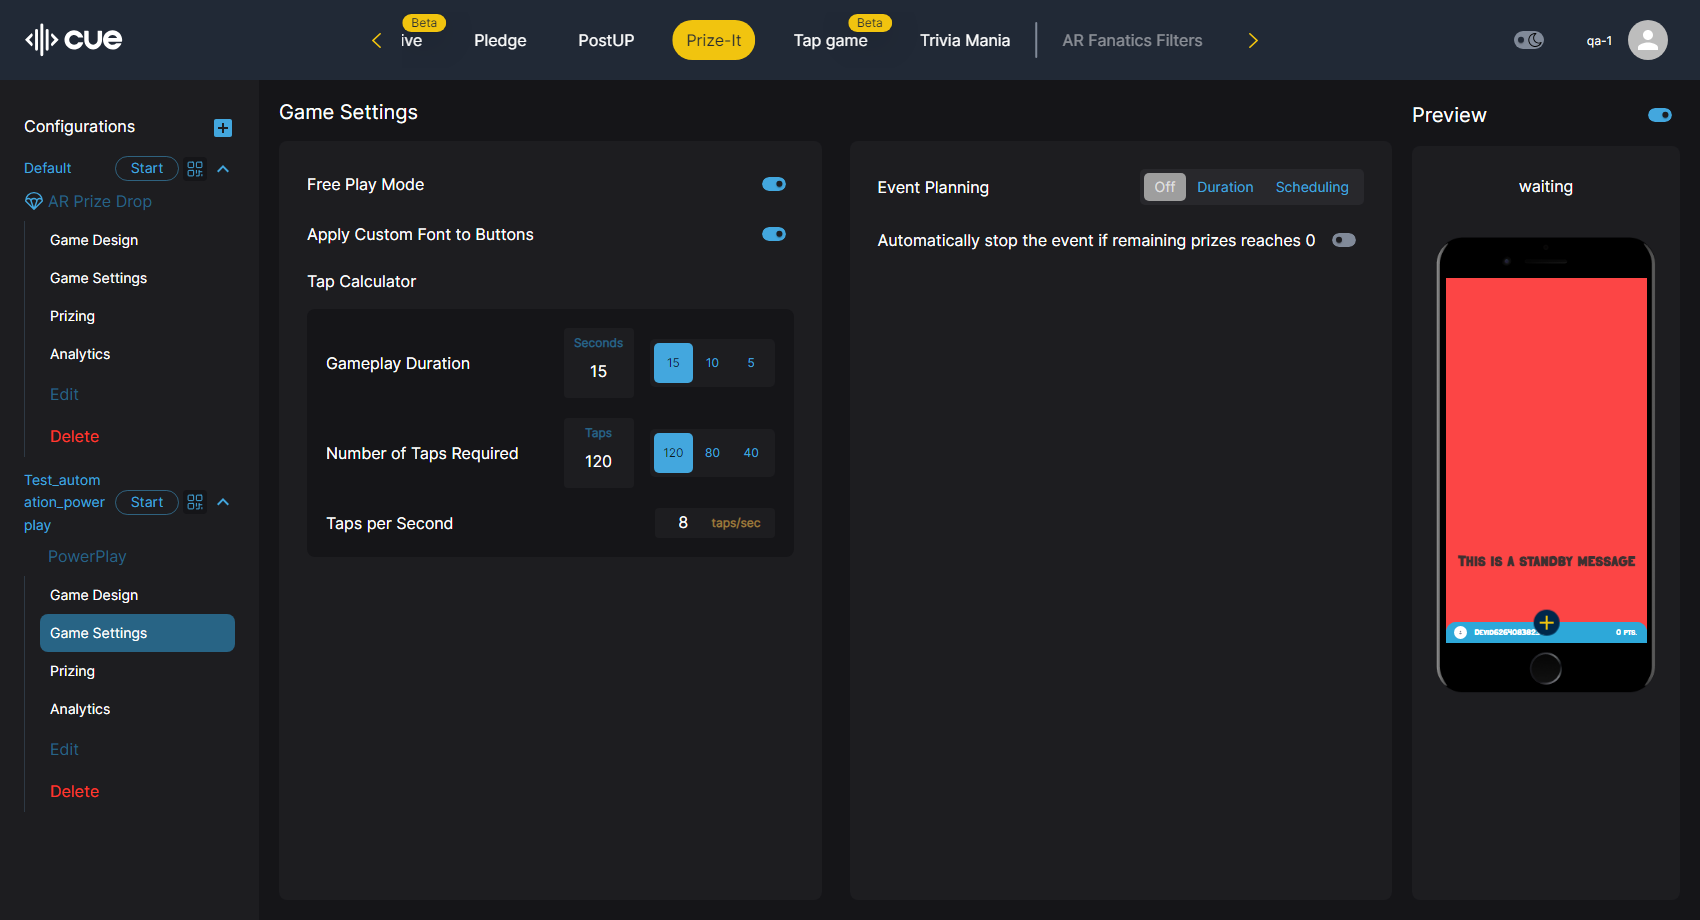 cue
ive
Beta
Pledge
PostUP
Prize-It
Tap game
Beta
Trivia Mania
AR Fanatics Filters
qa-1
Configurations
Default
Start
AR Prize Drop
Game Design
Game Settings
Prizing
Analytics
Edit
Delete
Test_autom
ation_power
play
Start
PowerPlay
Game Design
Game Settings
Prizing
Analytics
Edit
Delete
Game Settings
Free Play Mode
Apply Custom Font to Buttons
Tap Calculator
Gameplay Duration
Seconds
15
15 10 5
Number of Taps Required
Taps
120
120 80 40
Taps per Second
8 taps/sec
Event Planning
Off Duration Scheduling
Automatically stop the event if remaining prizes reaches 0
Preview
waiting
This is a standby message
0 pts.